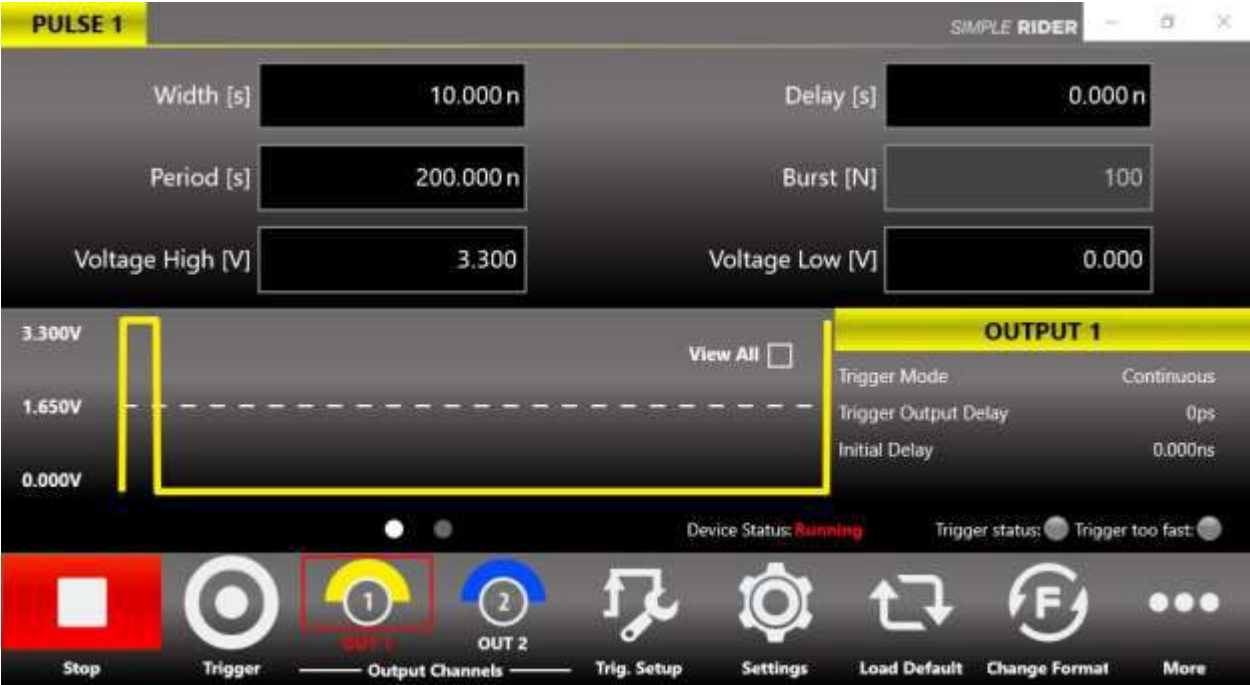 PULSE 1
SIMPLE RIDER
Width [s] 10.000 n Delay [s] 0.000 n
Period [s] 200.000 n Burst [N] 100
Voltage High [V] 3.300 Voltage Low [V] 0.000
3.300V
View All
1.650V
0.000V
OUTPUT 1
Trigger Mode Continuous
Trigger Output Delay 0ps
Initial Delay 0.000ns
Device Status: Running Trigger status: Trigger too fast:
1 2 F
OUT 1 OUT 2
Stop Trigger Output Channels Trig. Setup Settings Load Default Change Format More